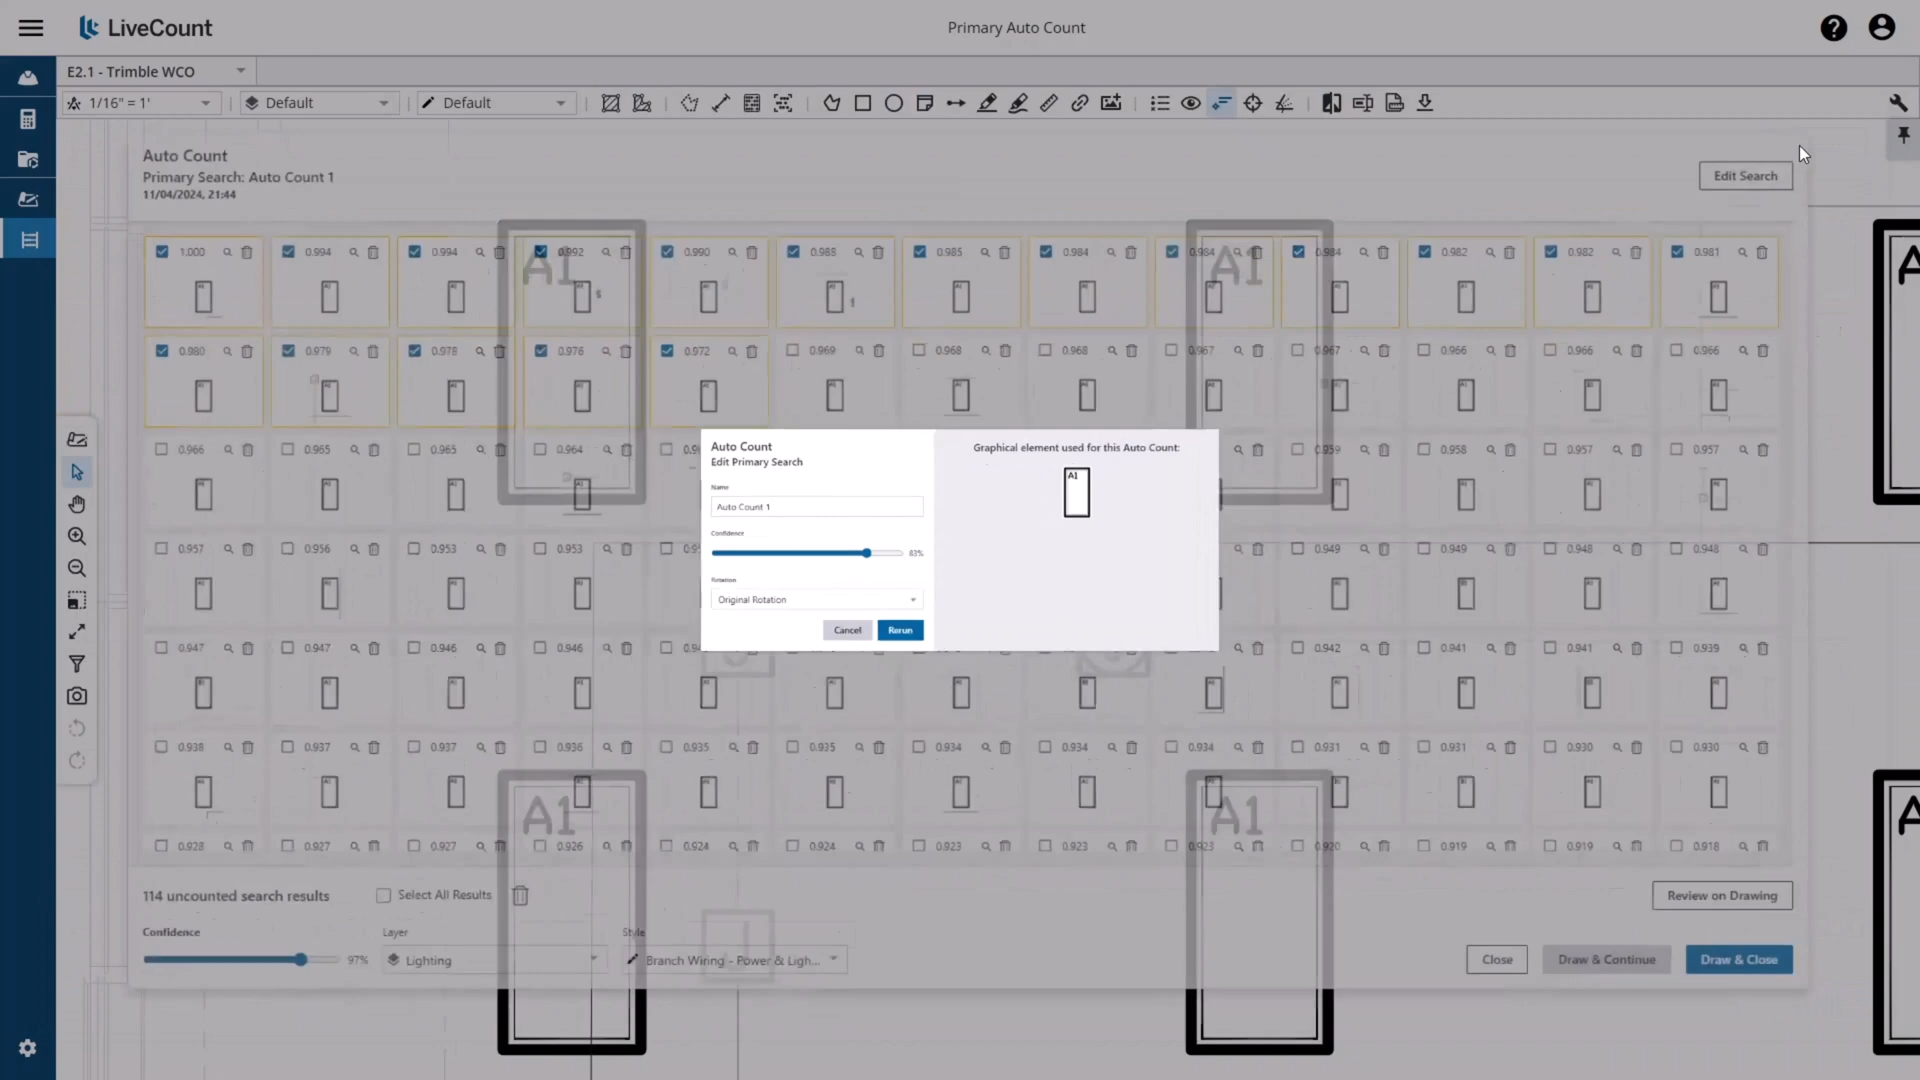 LiveCount
Primary Auto Count
E2.1 - Trimble WCO
1/16" = 1'
Default
Default
Auto Count
Primary Search: Auto Count 1
11/04/2024, 21:44
Edit Search
1.000 0.994 0.994 0.992 0.990 0.988 0.985 0.984 0.984 0.984 0.982 0.982 0.981
0.980 0.979 0.978 0.976 0.972 0.969 0.968 0.968 0.967 0.967 0.966 0.966 0.966
0.966 0.965 0.965 0.964 0.959 0.958 0.957 0.957
0.957 0.956 0.953 0.953 0.949 0.949 0.948 0.948
0.947 0.947 0.946 0.946 0.942 0.941 0.941 0.939
0.938 0.937 0.937 0.936 0.935 0.935 0.934 0.934 0.934 0.931 0.931 0.930 0.930
0.928 0.927 0.927 0.926 0.924 0.924 0.923 0.923 0.923 0.920 0.919 0.919 0.918
A1
A1
A1
A1
Auto Count
Edit Primary Search
Name
Auto Count 1
Confidence
83%
Rotation
Original Rotation
Cancel
Rerun
Graphical element used for this Auto Count:
A1
114 uncounted search results
Select All Results
Review on Drawing
Confidence
Layer
Style
97%
Lighting
Branch Wiring - Power & Ligh...
Close
Draw & Continue
Draw & Close